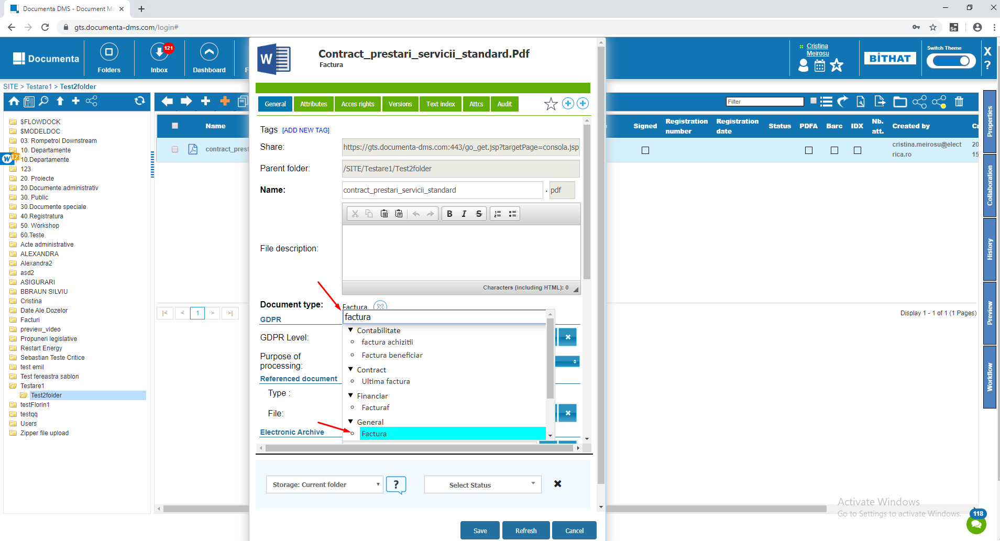 Documenta DMS - Document Ma
gts.documenta-dms.com/login#
Documenta
Folders
121
Inbox
Dashboard
F
Contract_prestari_servicii_standard.Pdf
Factura
Cristina
Meirosu
BITHAT
Switch Theme
X
?
SITE > Testare1 > Test2folder
General
Attributes
Acces rights
Versions
Text index
Attcs
Audit
Filter
Name
Signed
Registration number
Registration date
Status
PDFA
Barc
IDX
Nb. att.
Created by
contract_prest
cristina.meirosu@elect
rica.ro
20
15
$FLOWDOCK
$MODELDOC
03. Rompetrol Downstream
10. Departamente
10.Departamente
123
20. Proiecte
20.Documente administrativ
30. Public
30.Documente speciale
40.Registratura
50. Workshop
60.Teste
Acte administrative
ALEXANDRA
Alexandra2
asd2
ASIGURARI
BBRAUN SILVIU
Cristina
Date Ale Dozelor
Facturi
preview_video
Propuneri legislative
Restart Energy
Sebastian Teste Critice
test emil
Test fereastra sablon
Testare1
Test2folder
testFlorin1
testqq
Users
Zipper file upload
W
121
|< < 1 > >|
Display 1 - 1 of 1 (1 Pages)
Tags [ADD NEW TAG]
Share: https://gts.documenta-dms.com:443/go_get.jsp?targetPage=consola.jsp
Parent folder: /SITE/Testare1/Test2folder
Name: contract_prestari_servicii_standard . pdf
B I S
File description:
Characters (including HTML): 0
Document type: Factura
factura
GDPR
GDPR Level:
Purpose of processing:
Referenced document
Type :
File:
Electronic Archive
Contabilitate
factura achizitii
Factura beneficiar
Contract
Ultima factura
Financiar
Facturaf
General
Factura
Storage: Current folder
?
Select Status
Save
Refresh
Cancel
Properties
Collaboration
History
Preview
Workflow
Activate Windows
Go to Settings to activate Windows.
118